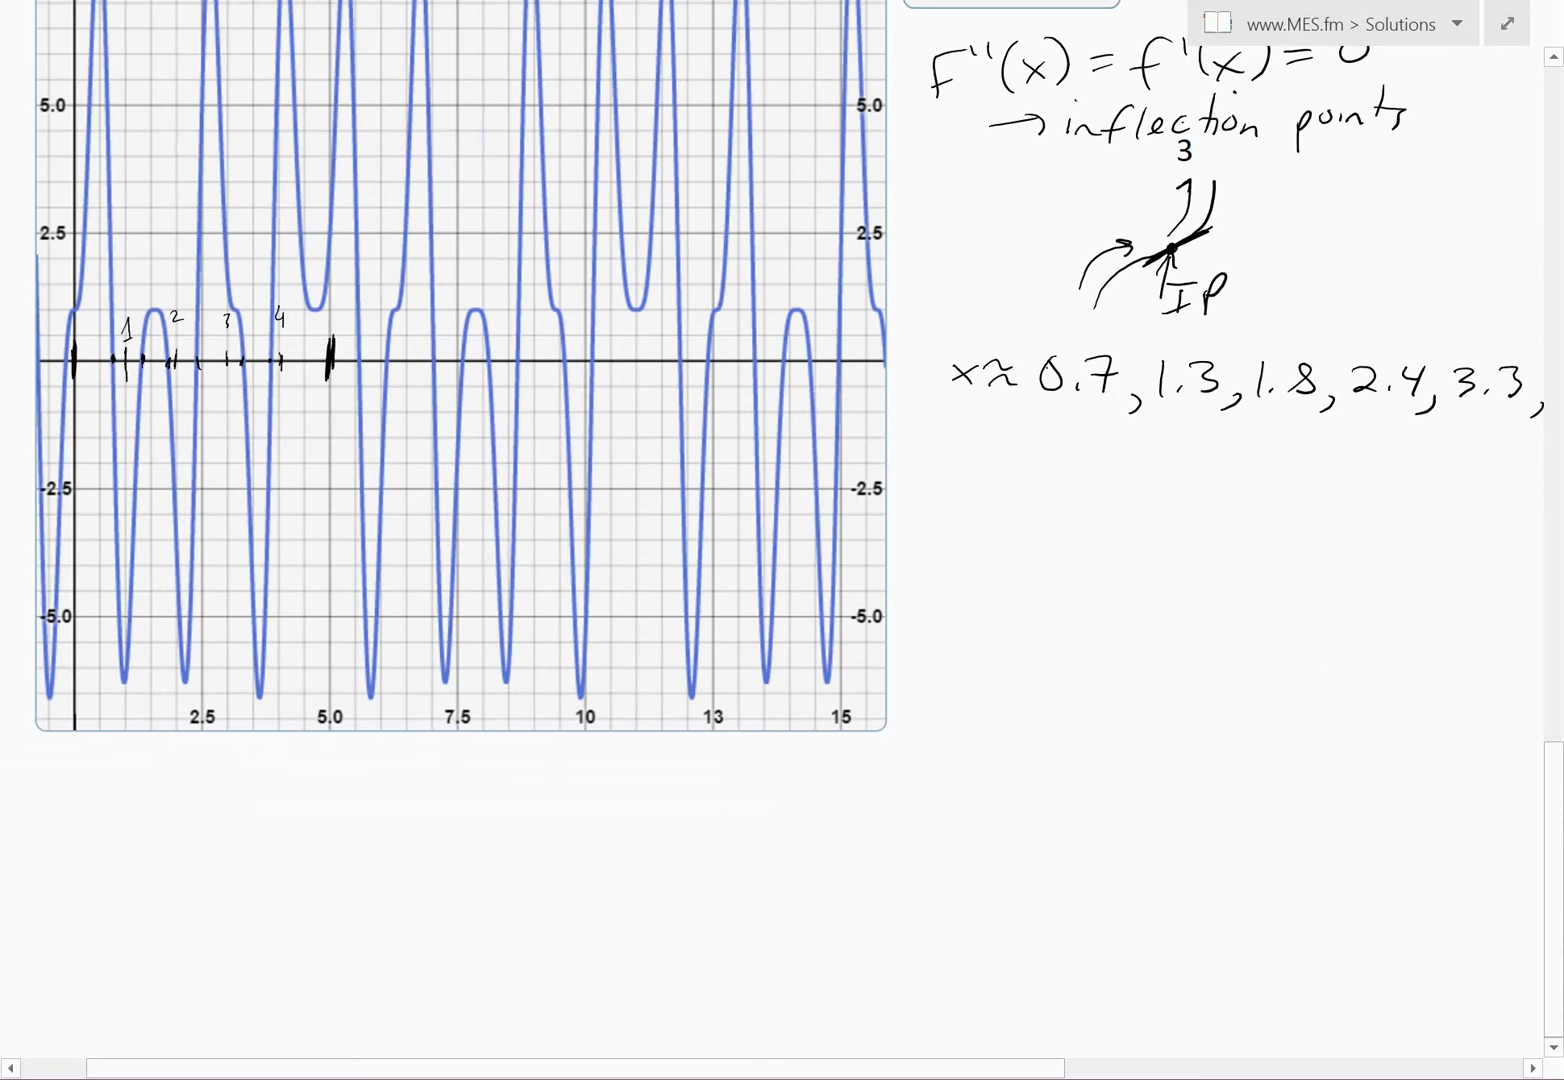 www.MES.fm > Solutions
F''(x) = f'(x) = 0
→ inflection points
3
IP
x≈ 0.7, 1.3, 1.8, 2.4, 3.3,
5.0 5.0
2.5 2.5
1 2 3 4
-2.5 -2.5
-5.0 -5.0
2.5 5.0 7.5 10 13 15